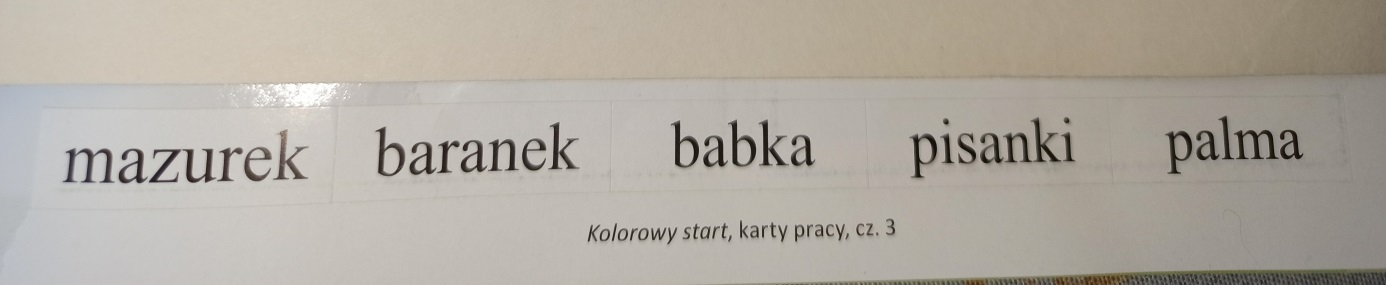 mazurek baranek babka pisanki palma
Kolorowy start, karty pracy, cz. 3